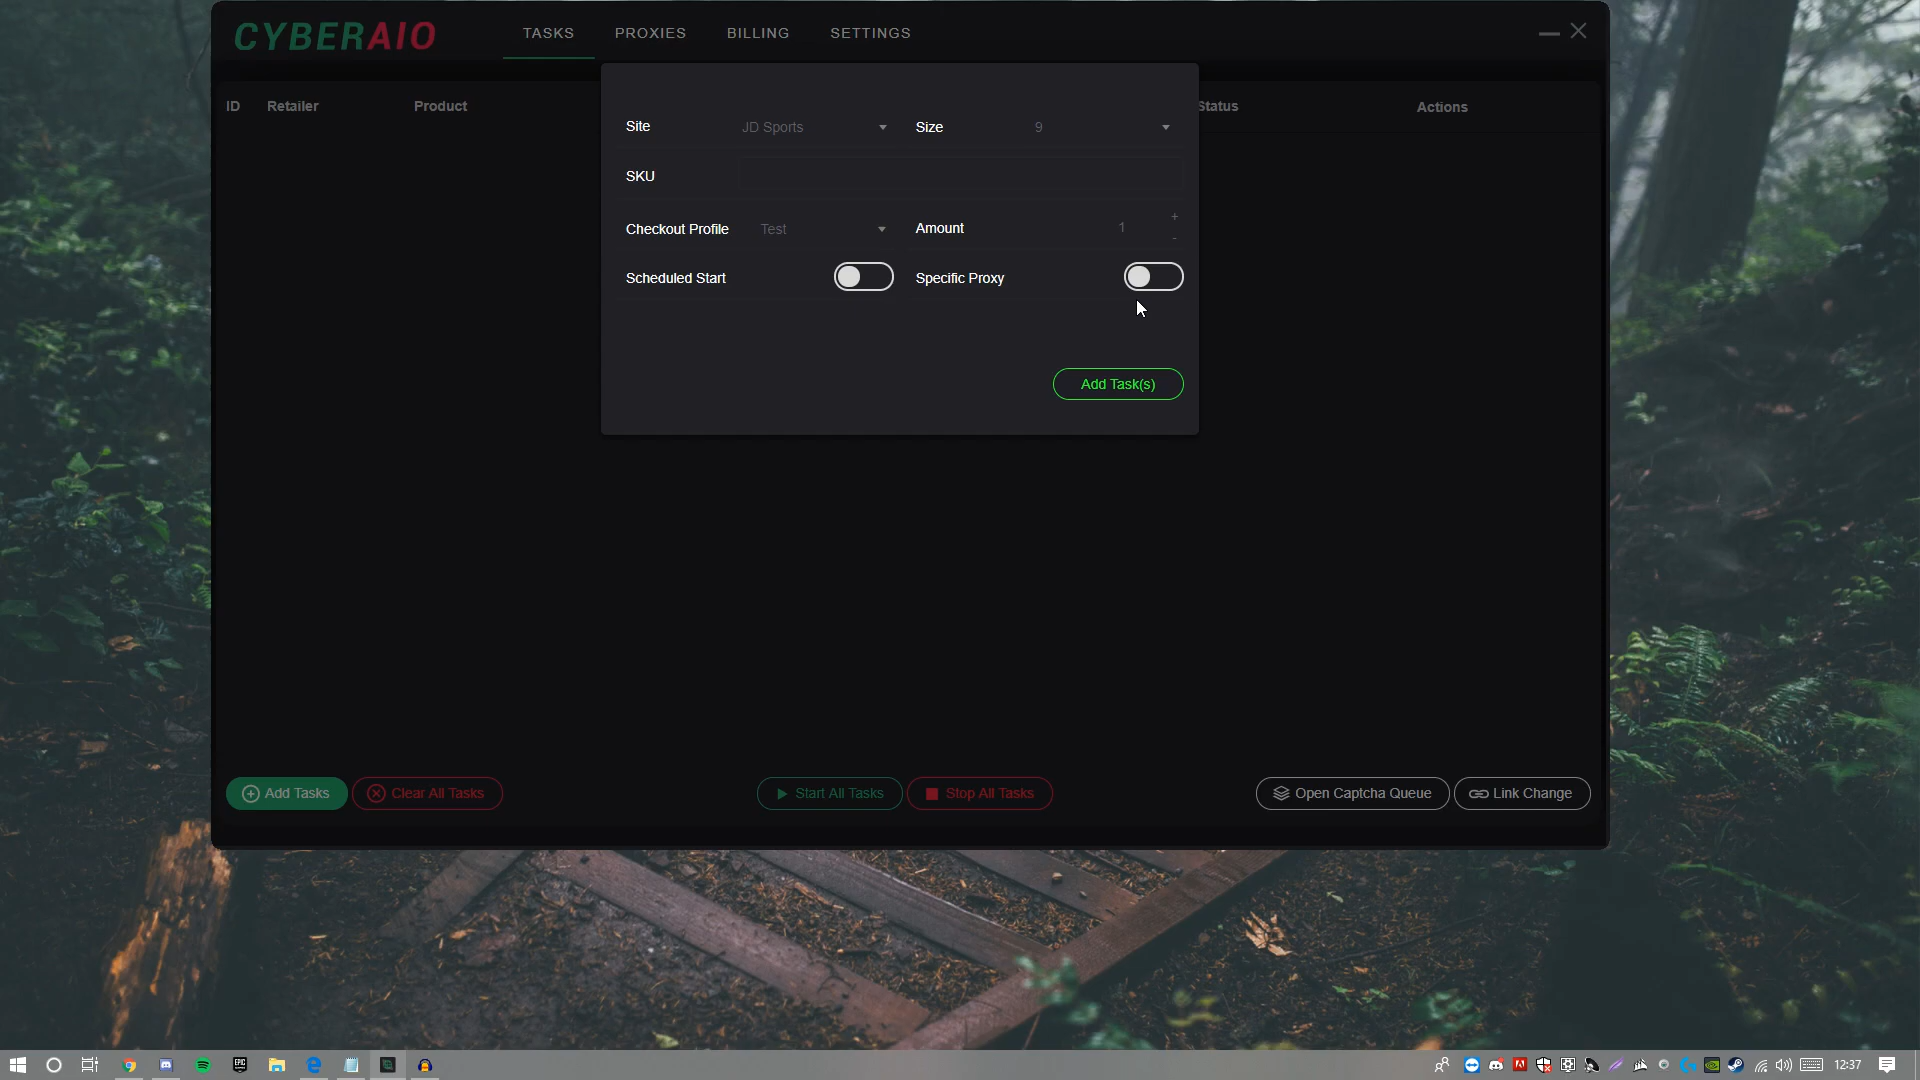 CYBERAIO
TASKS PROXIES BILLING SETTINGS
ID Retailer Product Status Actions
Site JD Sports Size 9
SKU
Checkout Profile Test Amount 1 + -
Scheduled Start Specific Proxy
Add Task(s)
Add Tasks Clear All Tasks Start All Tasks Stop All Tasks Open Captcha Queue Link Change
EPIC
12:37